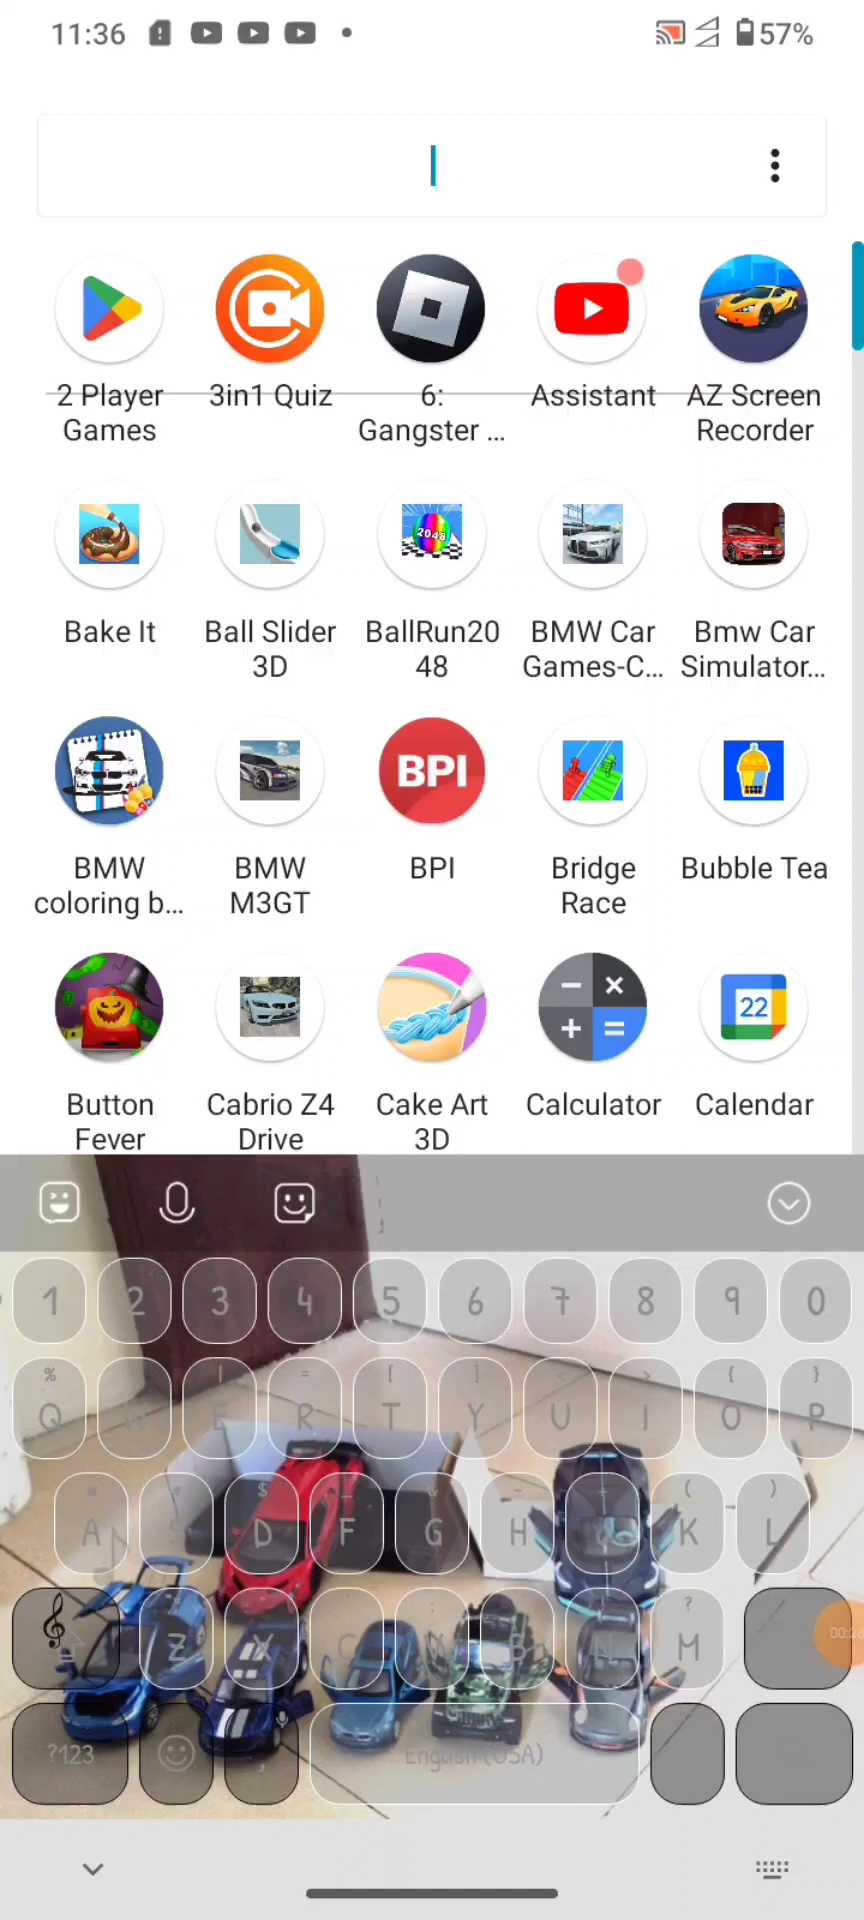 11:36 57%
2 Player Games
3in1 Quiz
6: Gangster ...
Assistant
AZ Screen Recorder
2048
Bake It
Ball Slider 3D
BallRun20
48
BMW Car Games-C...
Bmw Car Simulator...
BPI
BMW coloring b...
BMW M3GT
BPI
Bridge Race
Bubble Tea
22
Button Fever
Cabrio Z4 Drive
Cake Art 3D
Calculator
Calendar
1 2 3 4 5 6 7 8 9 0
% = [ ] < > { }
Q W E R T Y U I O P
$ _ - + ( )
A S D F G H K L
?
Z X C B N M
?123 , English (USA)